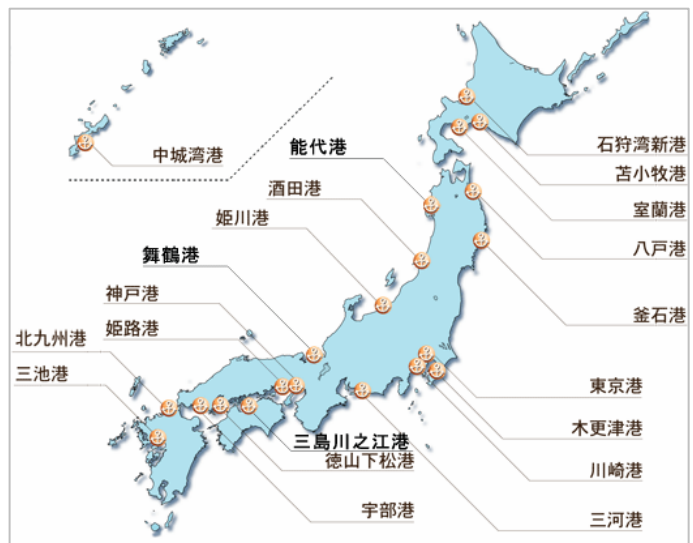 中城湾港
能代港
酒田港
姫川港
舞鶴港
神戸港
姫路港
北九州港
三池港
石狩湾新港
苫小牧港
室蘭港
八戸港
釜石港
東京港
木更津港
川崎港
三河港
三島川之江港
徳山下松港
宇部港